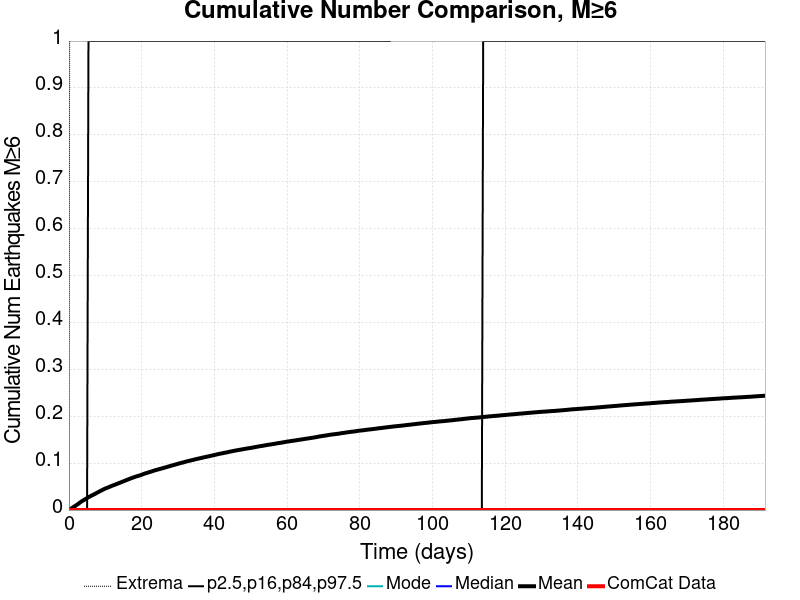 Cumulative Number Comparison, M≥6
Cumulative Num Earthquakes M≥6
1
0.9
0.8
0.7
0.6
0.5
0.4
0.3
0.2
0.1
0
0 20 40 60 80 100 120 140 160 180
Time (days)
Extrema p2.5,p16,p84,p97.5 Mode Median Mean ComCat Data